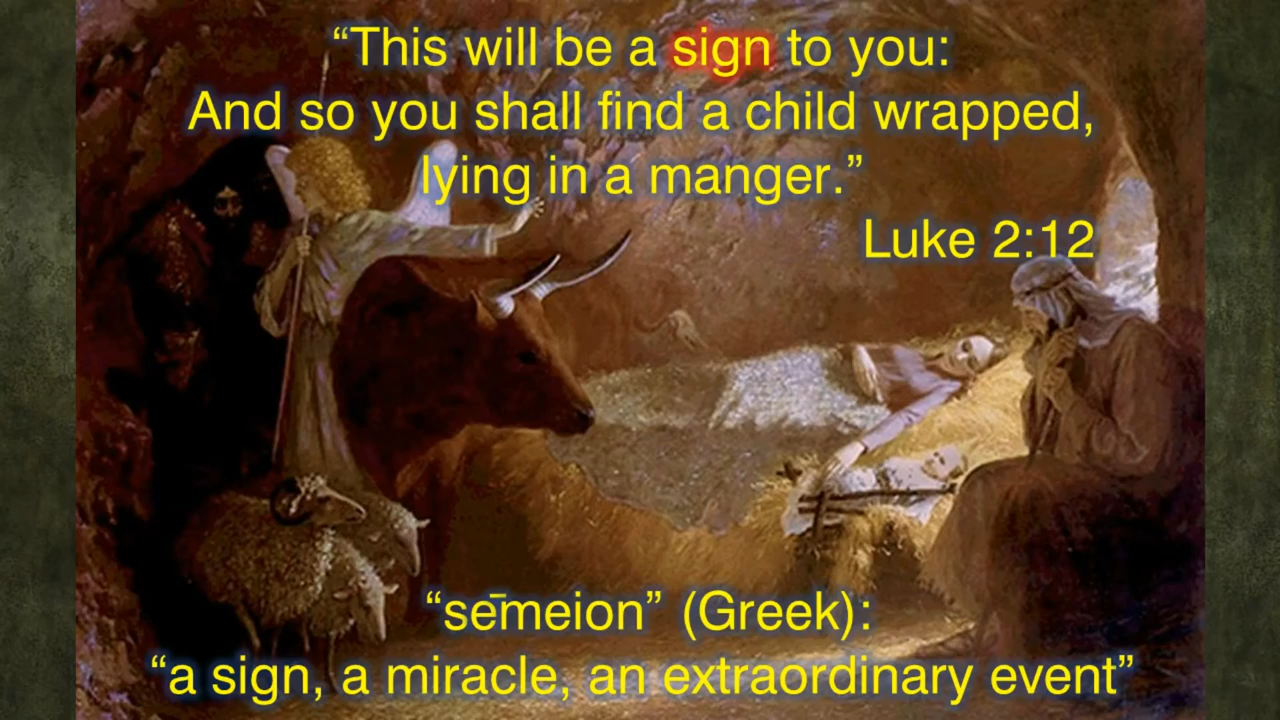 “This will be a sign to you:
And so you shall find a child wrapped,
lying in a manger.”
Luke 2:12
“sēmeion” (Greek):
“a sign, a miracle, an extraordinary event”